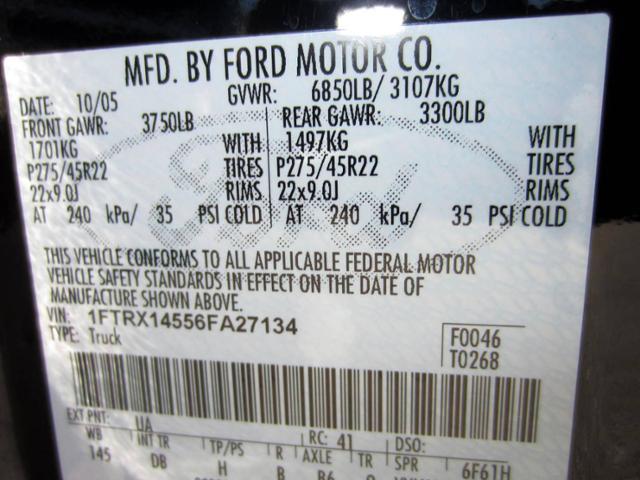 MFD. BY FORD MOTOR CO.
DATE: 10/05 GVWR: 6850LB/ 3107KG
FRONT GAWR: 3750LB REAR GAWR: 3300LB
1701KG WITH 1497KG WITH
P275/45R22 TIRES P275/45R22 TIRES
22x9.0J RIMS 22x9.0J RIMS
AT 240 kPa/ 35 PSI COLD AT 240 kPa/ 35 PSI COLD
Ford
THIS VEHICLE CONFORMS TO ALL APPLICABLE FEDERAL MOTOR
VEHICLE SAFETY STANDARDS IN EFFECT ON THE DATE OF
MANUFACTURE SHOWN ABOVE.
VIN: 1FTRX14556FA27134
TYPE: Truck
F0046
T0268
EXT PNT: UA RC: 41 DSO:
WB INT TR TP/PS R AXLE TR SPR 6F61H
145 DB H B B6